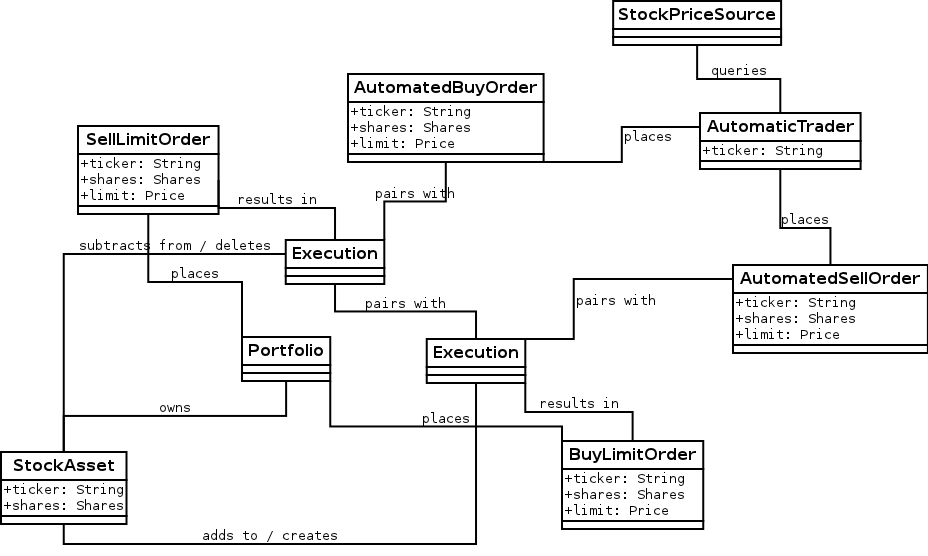 StockPriceSource
queries
AutomatedBuyOrder
+ticker: String
+shares: Shares
+limit: Price
AutomaticTrader
+ticker: String
places
SellLimitOrder
+ticker: String
+shares: Shares
+limit: Price
results in
pairs with
places
subtracts from / deletes
Execution
places
AutomatedSellOrder
+ticker: String
+shares: Shares
+limit: Price
pairs with
pairs with
Portfolio
Execution
owns
places
results in
StockAsset
+ticker: String
+shares: Shares
BuyLimitOrder
+ticker: String
+shares: Shares
+limit: Price
adds to / creates